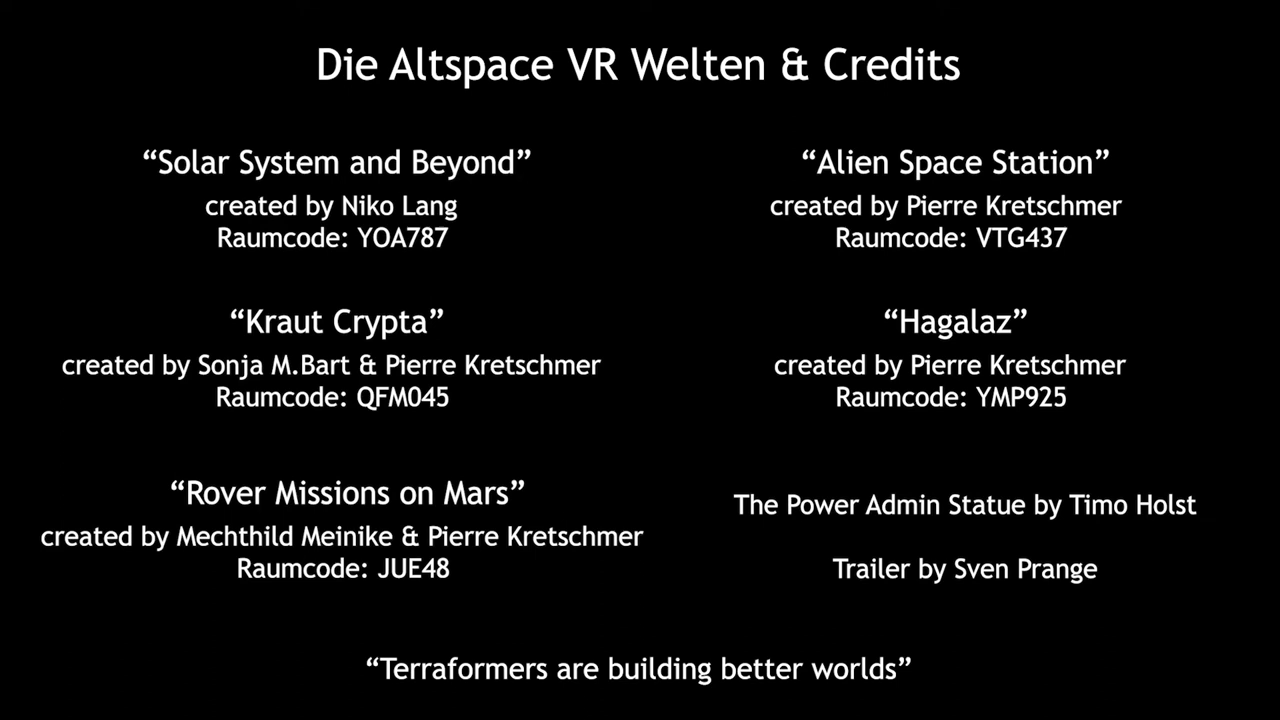 Die Altspace VR Welten & Credits
“Solar System and Beyond”
created by Niko Lang
Raumcode: YOA787
“Alien Space Station”
created by Pierre Kretschmer
Raumcode: VTG437
“Kraut Crypta”
created by Sonja M.Bart & Pierre Kretschmer
Raumcode: QFM045
“Hagalaz”
created by Pierre Kretschmer
Raumcode: YMP925
“Rover Missions on Mars”
created by Mechthild Meinike & Pierre Kretschmer
Raumcode: JUE48
The Power Admin Statue by Timo Holst
Trailer by Sven Prange
“Terraformers are building better worlds”